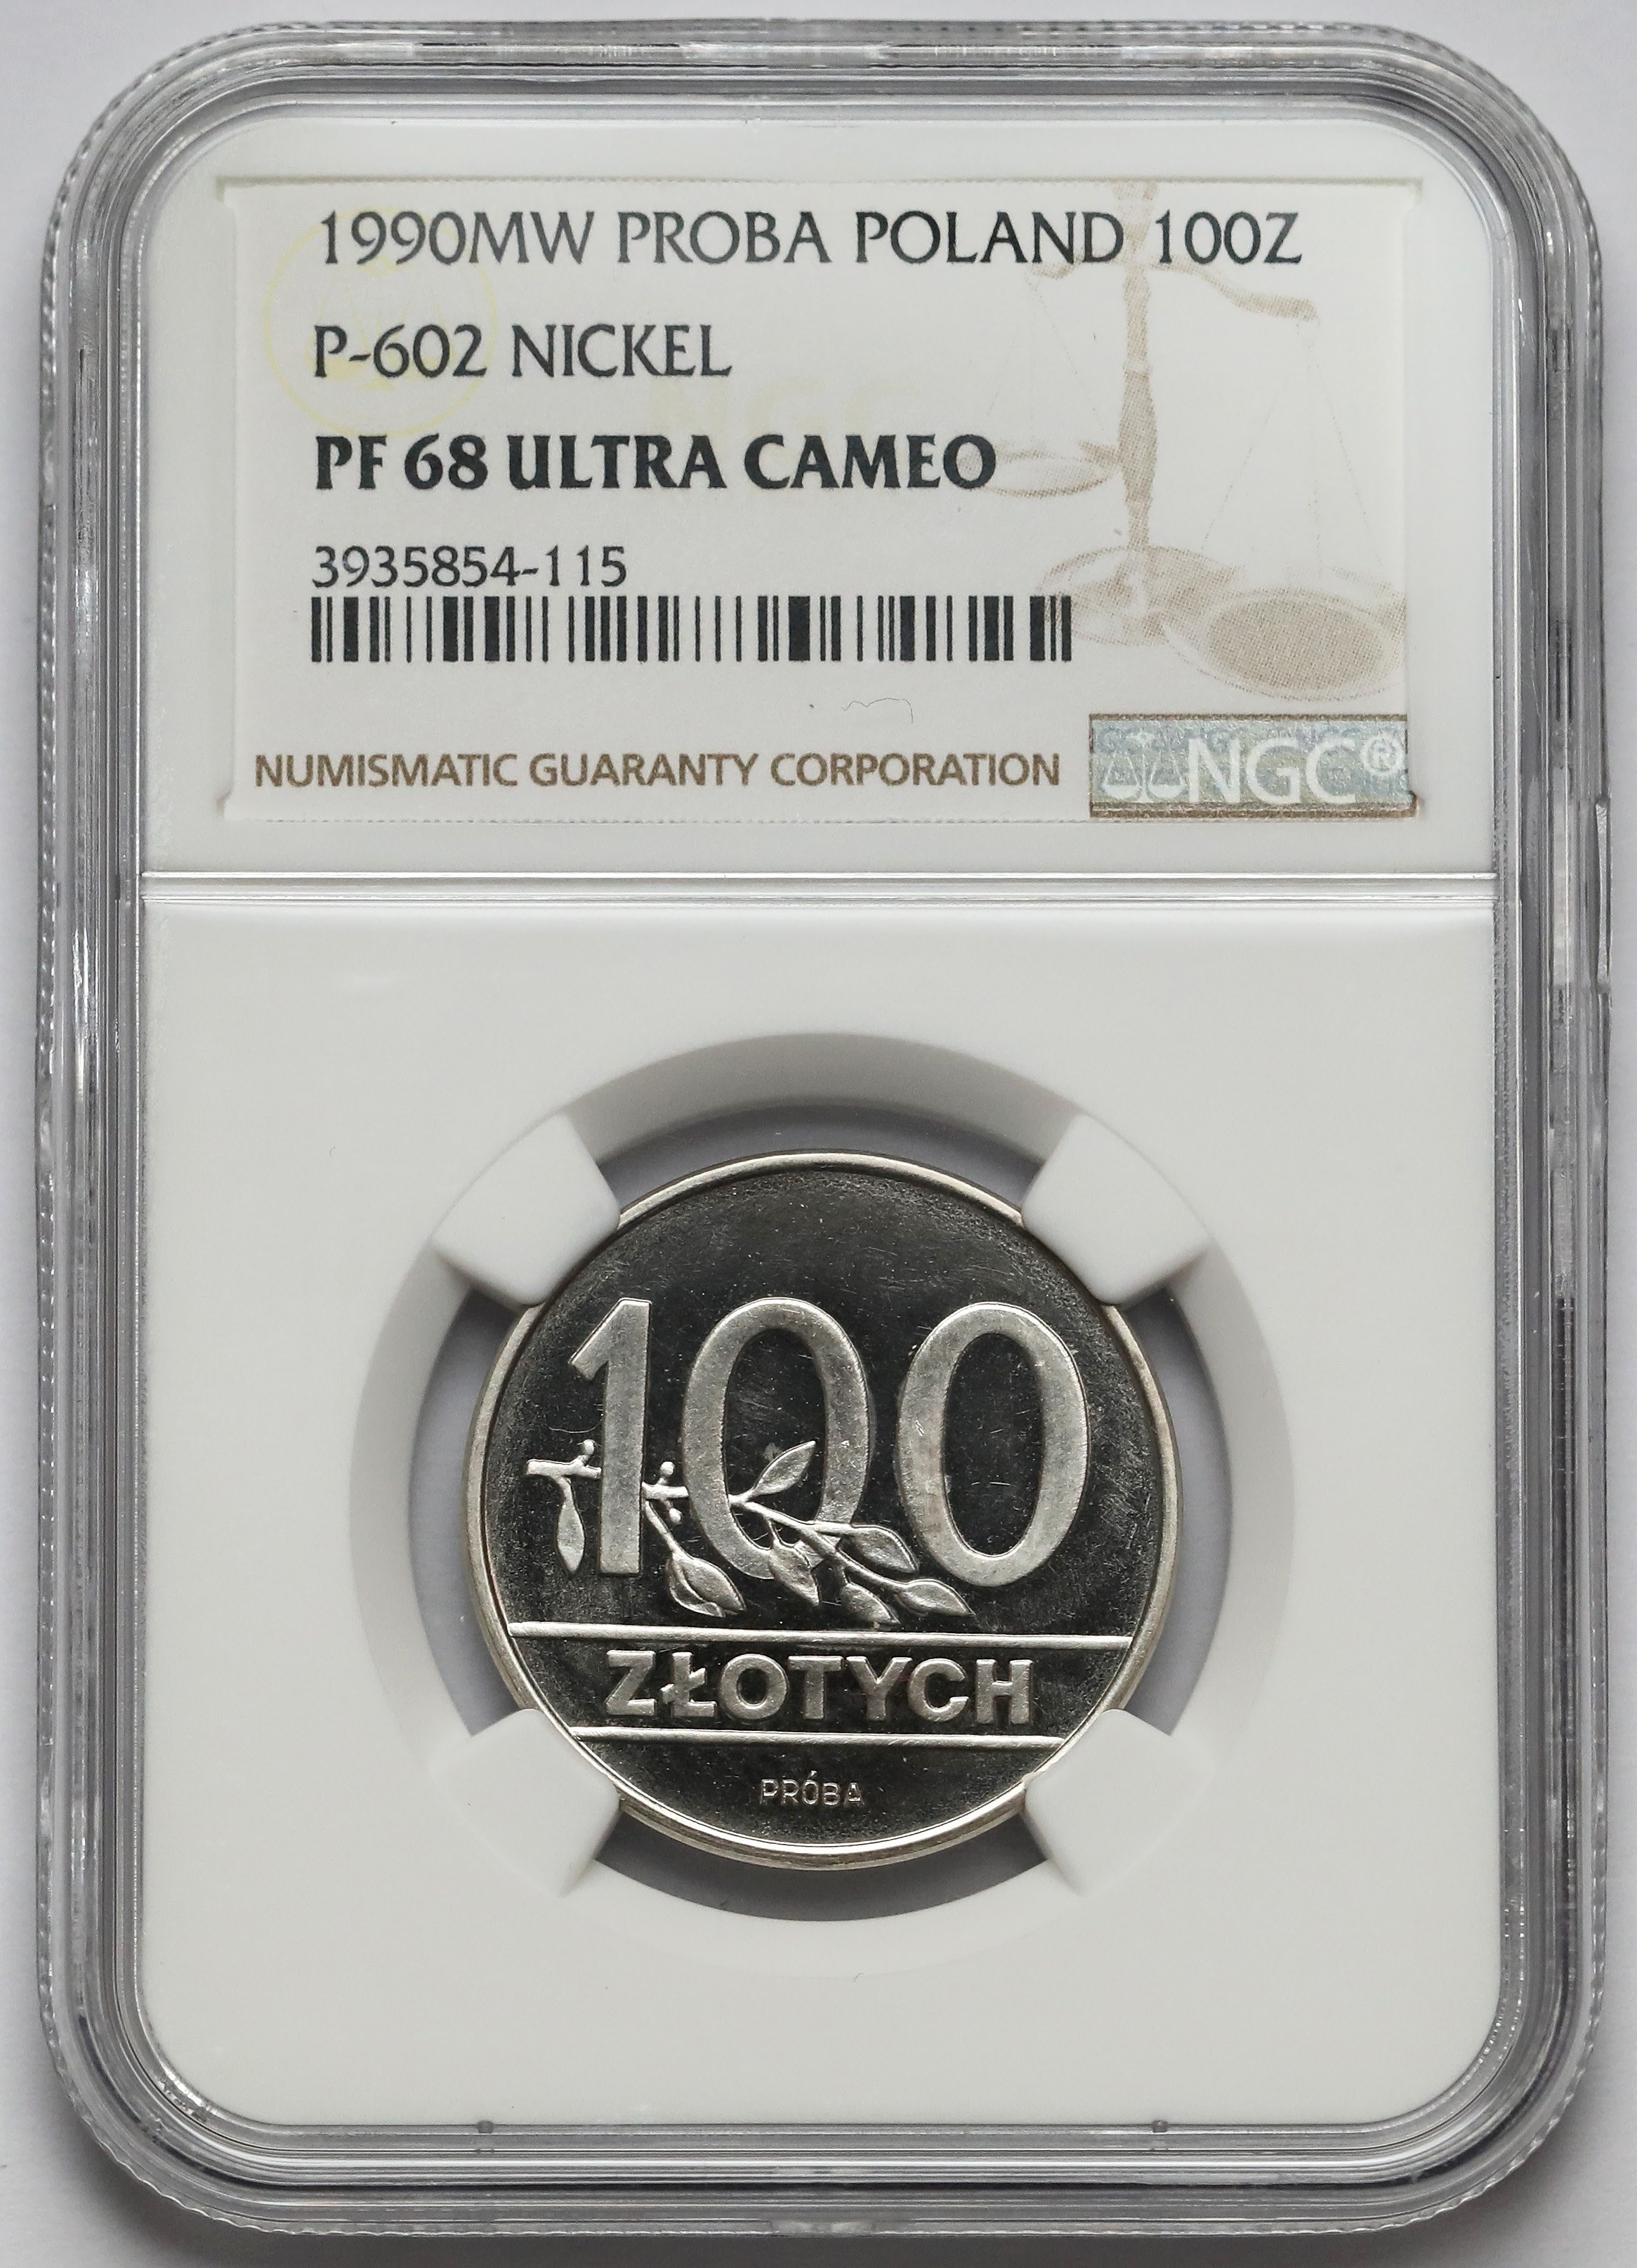 1990MW PROBA POLAND 100Z
P-602 NICKEL
PF 68 ULTRA CAMEO
3935854-115
NUMISMATIC GUARANTY CORPORATION
NGC®
100
ZŁOTYCH
PRÓBA